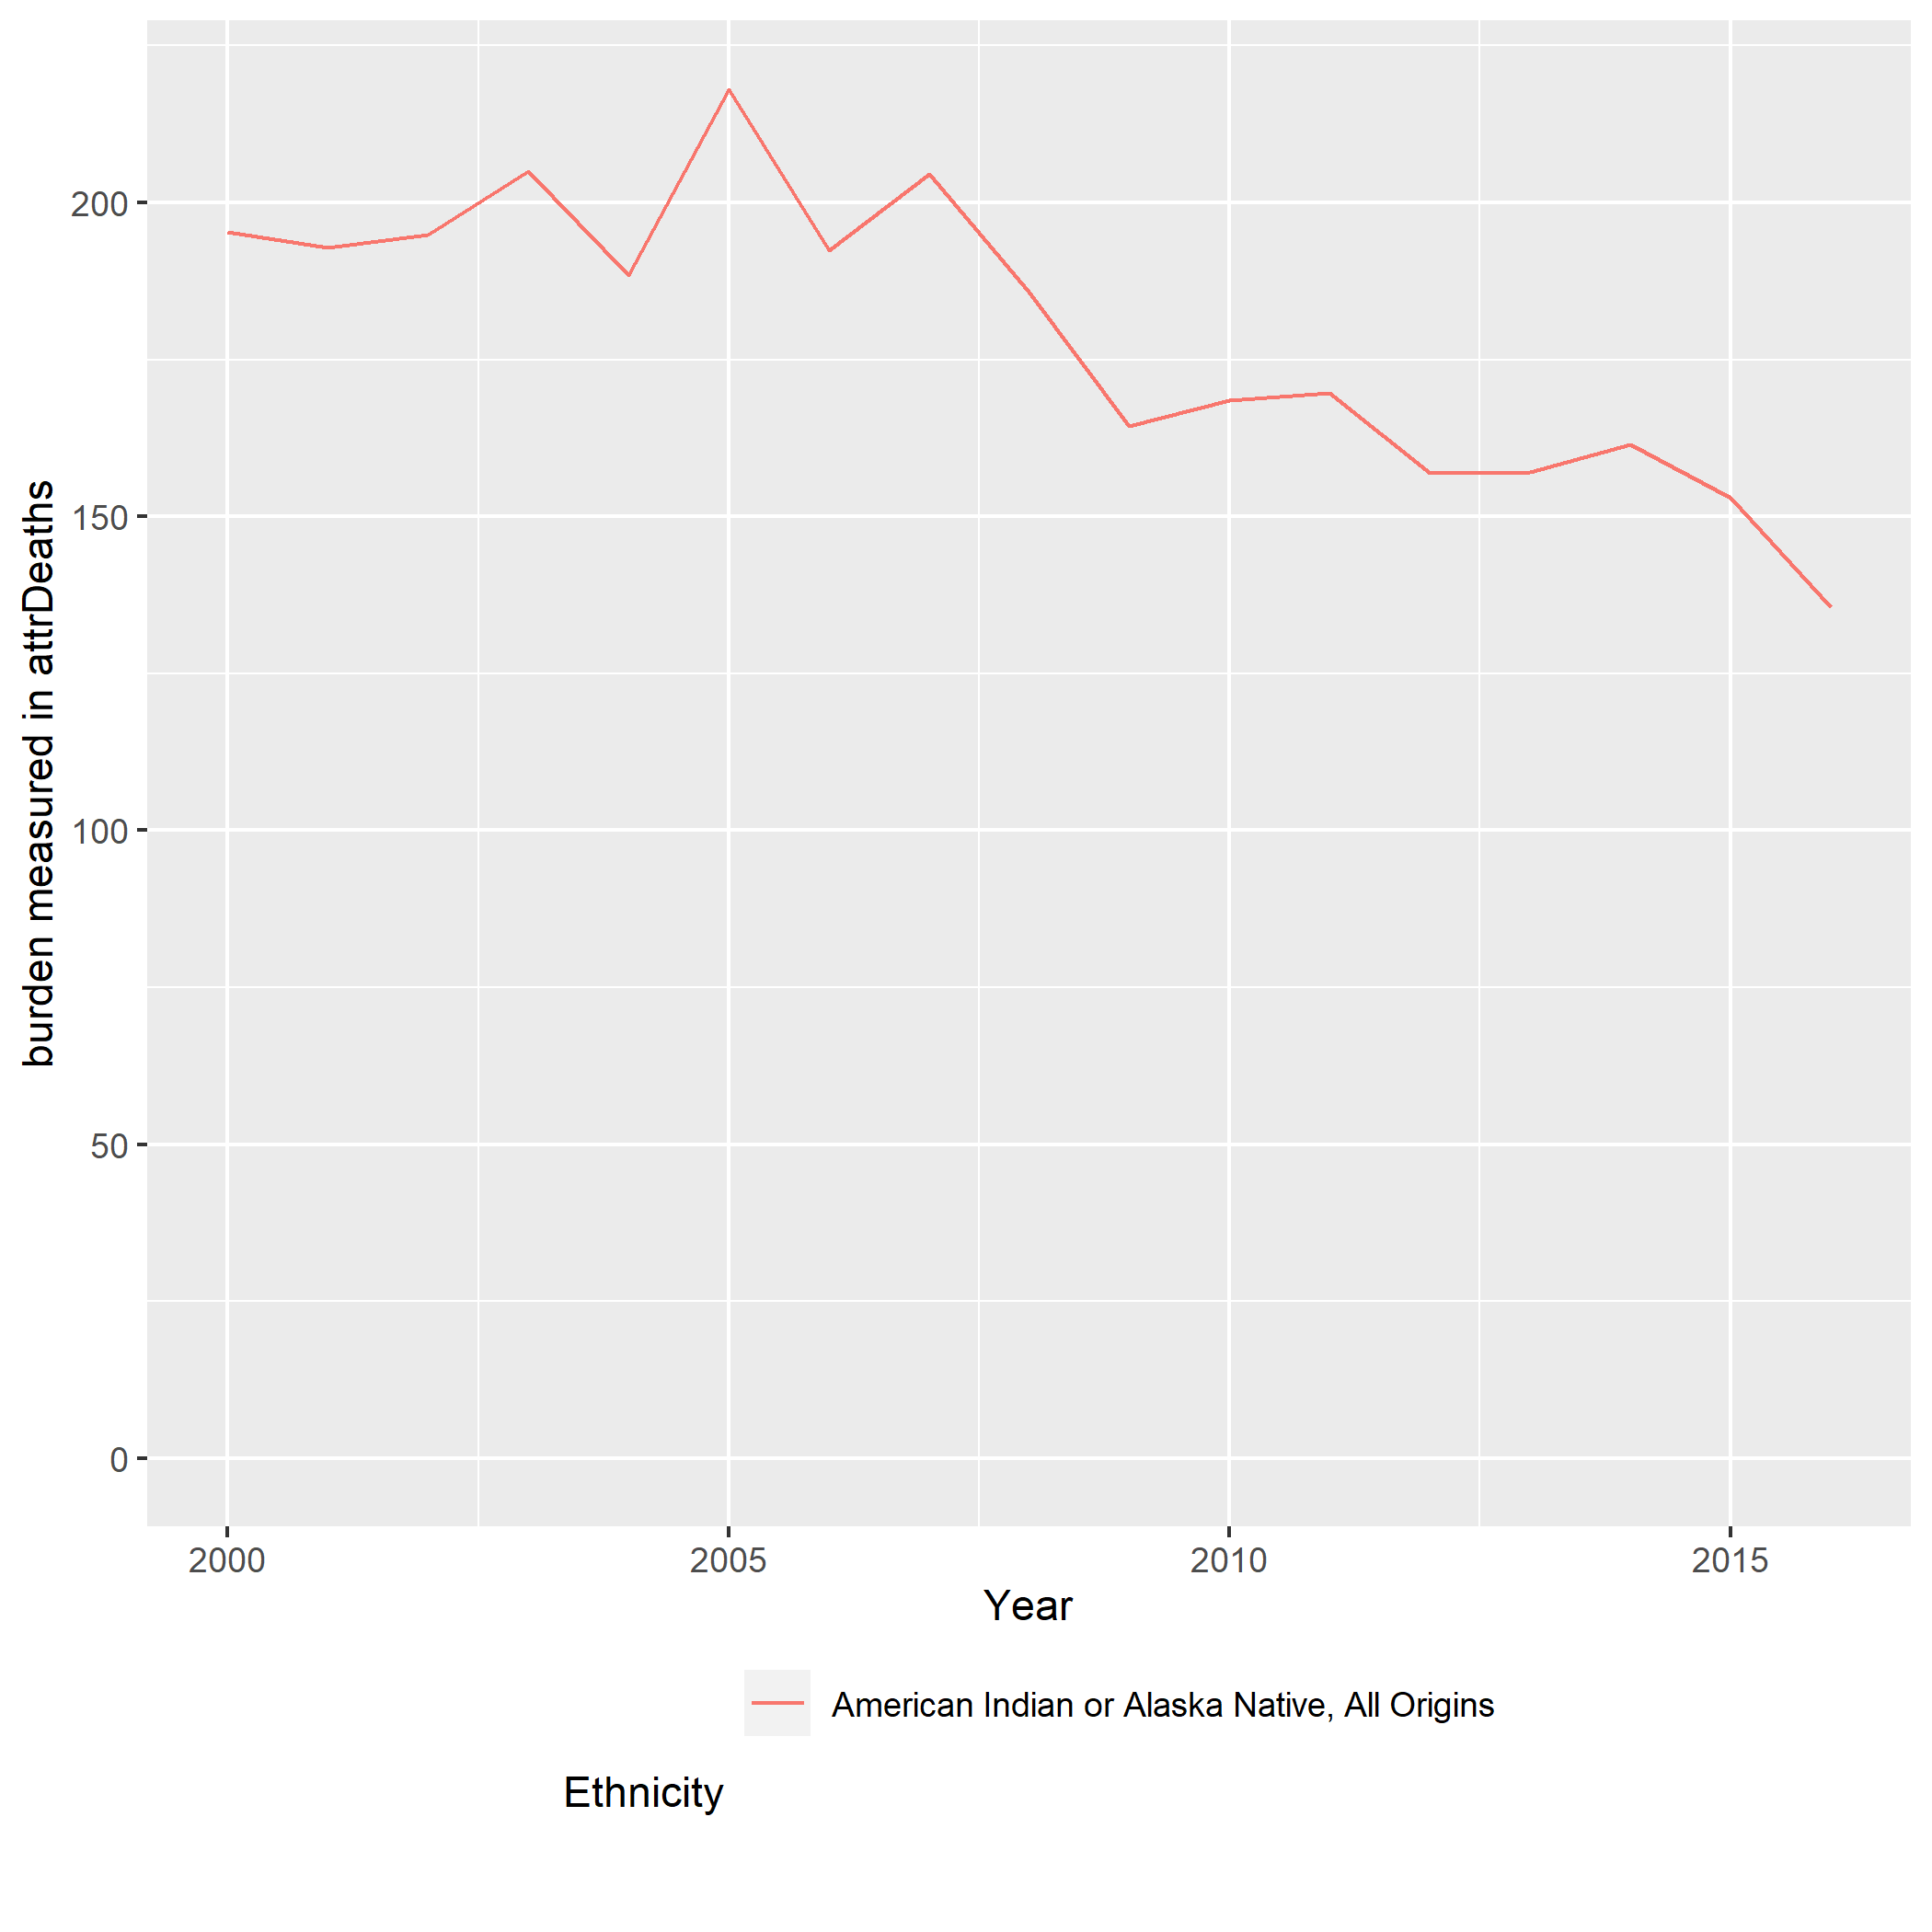 burden measured in attrDeaths
200
150
100
50
0
2000 2005 2010 2015
Year
American Indian or Alaska Native, All Origins
Ethnicity